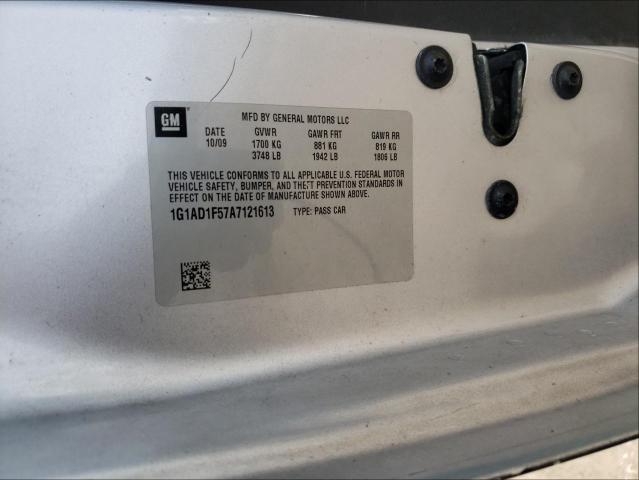 GM MFD BY GENERAL MOTORS LLC
DATE GVWR GAWR FRT GAWR RR
10/09 1700 KG 881 KG 819 KG
3748 LB 1942 LB 1806 LB
THIS VEHICLE CONFORMS TO ALL APPLICABLE U.S. FEDERAL MOTOR
VEHICLE SAFETY, BUMPER, AND THEFT PREVENTION STANDARDS IN
EFFECT ON THE DATE OF MANUFACTURE SHOWN ABOVE.
1G1AD1F57A7121613 TYPE: PASS CAR